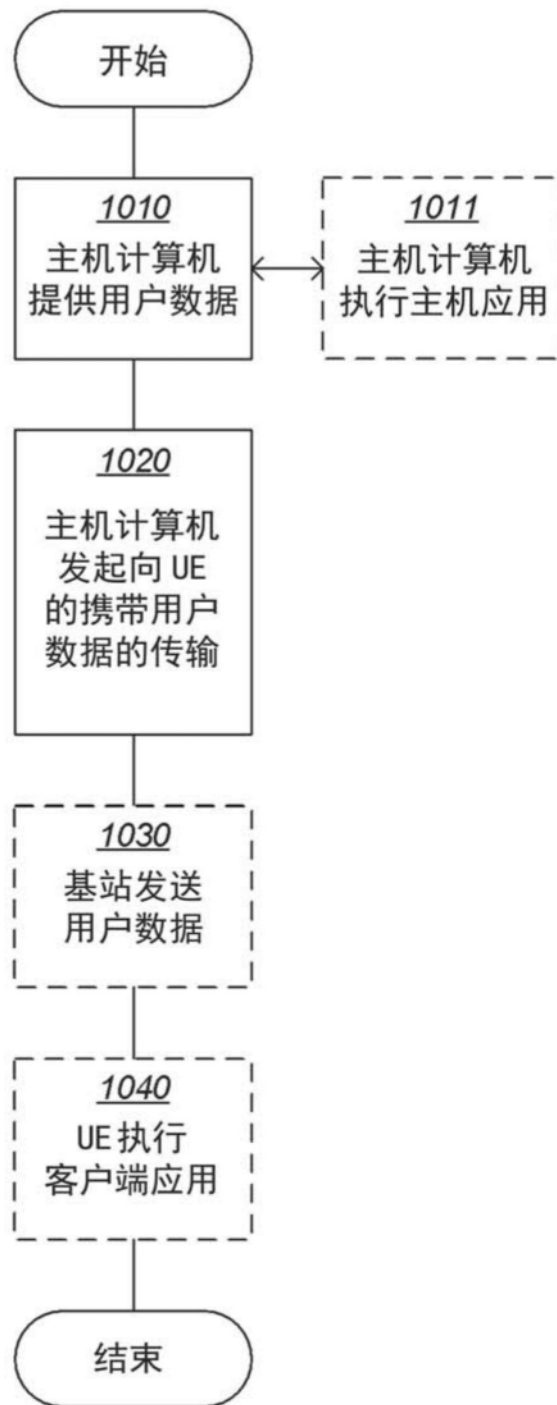 开始
1010
主机计算机
提供用户数据
1011
主机计算机
执行主机应用
1020
主机计算机
发起向 UE
的携带用户
数据的传输
1030
基站发送
用户数据
1040
UE 执行
客户端应用
结束